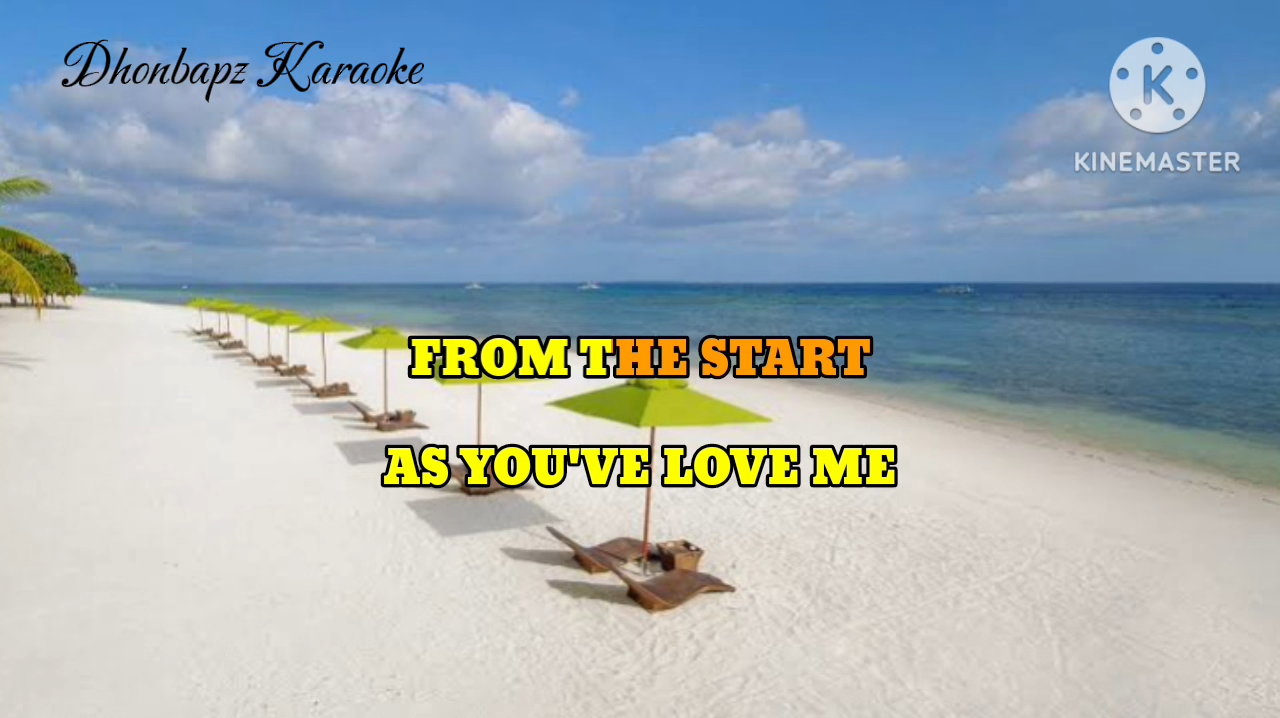 Dhonbapz Karaoke
K
KINEMASTER
FROM THE START
AS YOU'VE LOVE ME